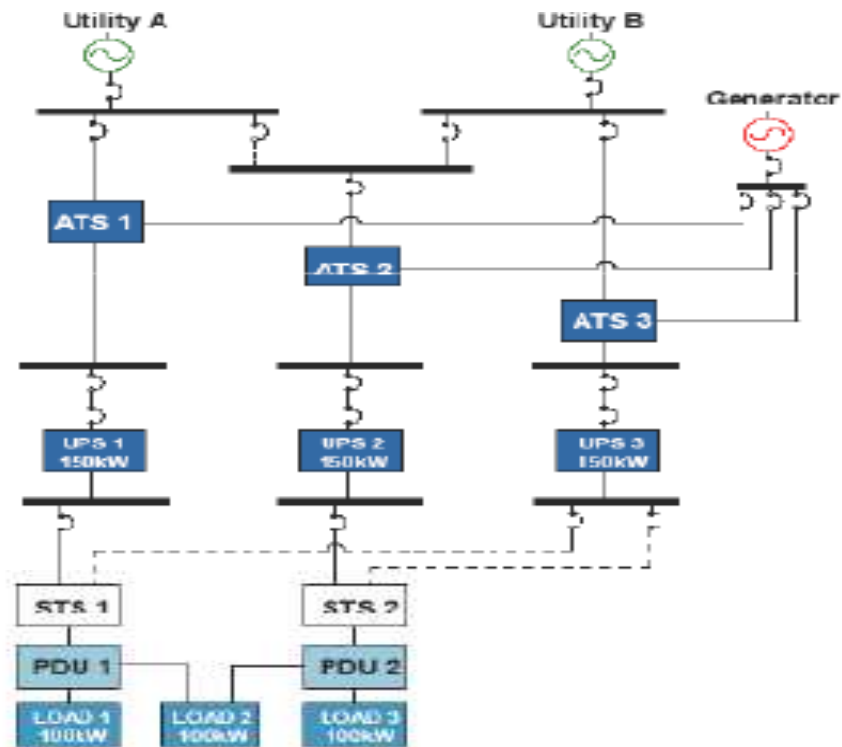 Utility A
Utility B
Generator
ATS 1
ATS 2
ATS 3
UPS 1
150kW
UPS 2
150kW
UPS 3
150kW
STS 1
STS 2
PDU 1
PDU 2
LOAD 1
100kW
LOAD 2
100kW
LOAD 3
100kW